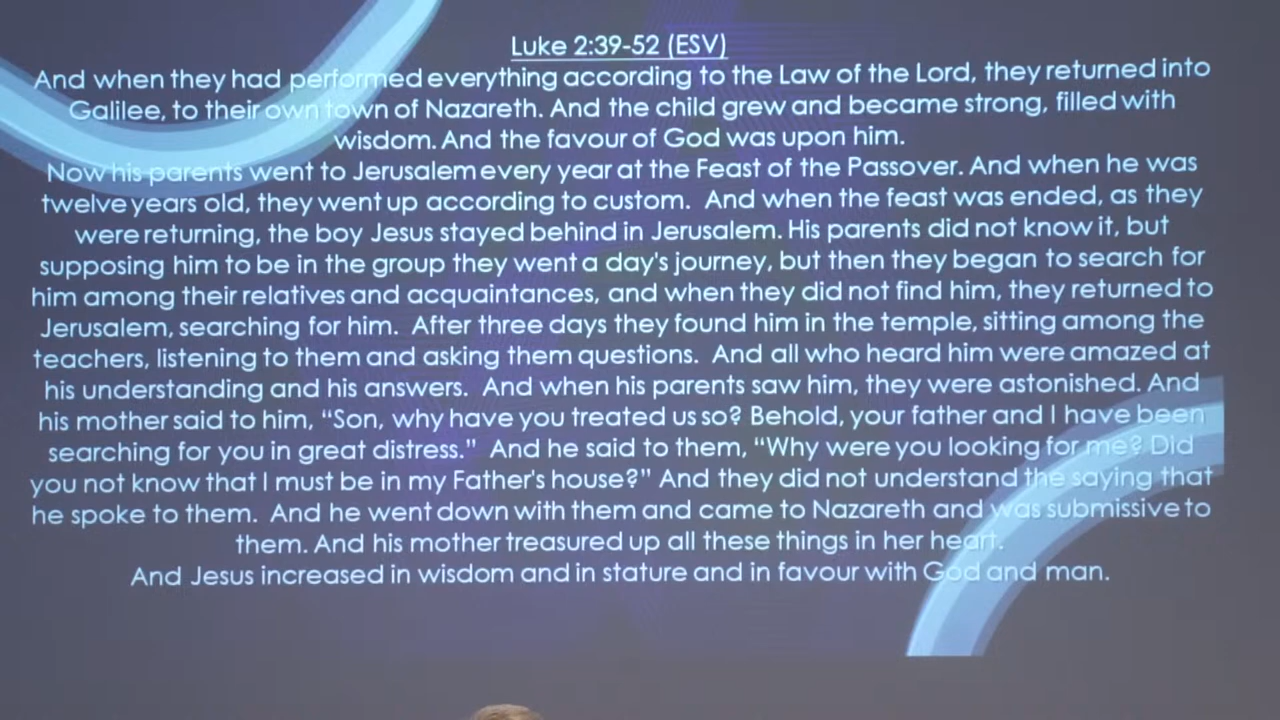 Luke 2:39-52 (ESV)
And when they had performed everything according to the Law of the Lord, they returned into
Galilee, to their own town of Nazareth. And the child grew and became strong, filled with
wisdom. And the favour of God was upon him.
Now his parents went to Jerusalem every year at the Feast of the Passover. And when he was
twelve years old, they went up according to custom. And when the feast was ended, as they
were returning, the boy Jesus stayed behind in Jerusalem. His parents did not know it, but
supposing him to be in the group they went a day's journey, but then they began to search for
him among their relatives and acquaintances, and when they did not find him, they returned to
Jerusalem, searching for him. After three days they found him in the temple, sitting among the
teachers, listening to them and asking them questions. And all who heard him were amazed at
his understanding and his answers. And when his parents saw him, they were astonished. And
his mother said to him, “Son, why have you treated us so? Behold, your father and I have been
searching for you in great distress.” And he said to them, “Why were you looking for me? Did
you not know that I must be in my Father's house?” And they did not understand the saying that
he spoke to them. And he went down with them and came to Nazareth and was submissive to
them. And his mother treasured up all these things in her heart.
And Jesus increased in wisdom and in stature and in favour with God and man.